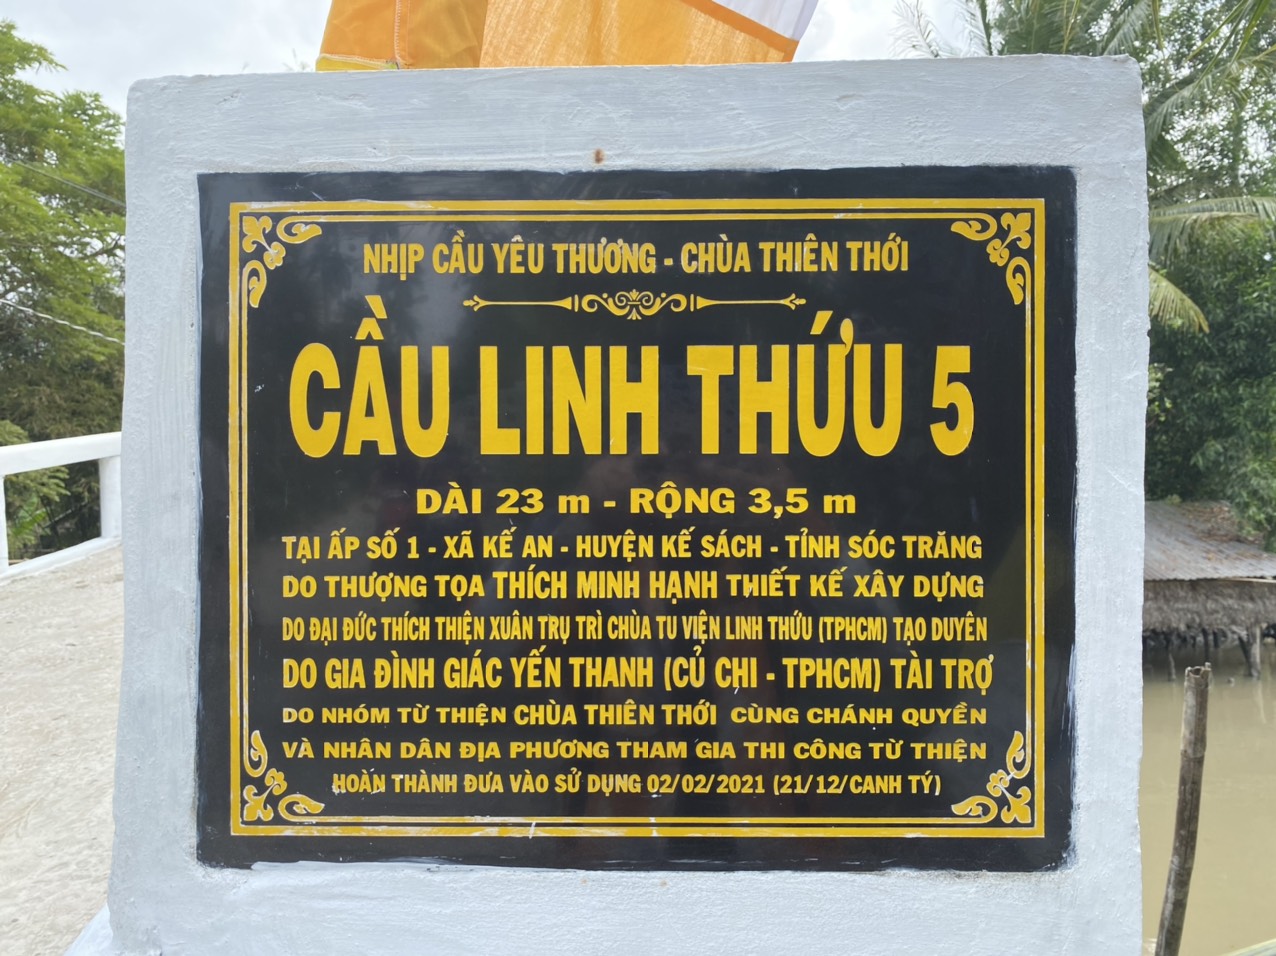 NHỊP CẦU YÊU THƯƠNG - CHÙA THIÊN THỚI
CẦU LINH THỨU 5
DÀI 23 m - RỘNG 3,5 m
TẠI ẤP SỐ 1 - XÃ KẾ AN - HUYỆN KẾ SÁCH - TỈNH SÓC TRĂNG
DO THƯỢNG TỌA THÍCH MINH HẠNH THIẾT KẾ XÂY DỰNG
DO ĐẠI ĐỨC THÍCH THIỆN XUÂN TRỤ TRÌ CHÙA TU VIỆN LINH THỨU (TPHCM) TẠO DUYÊN
DO GIA ĐÌNH GIÁC YẾN THANH (CỦ CHI - TPHCM) TÀI TRỢ
DO NHÓM TỪ THIỆN CHÙA THIÊN THỚI CÙNG CHÁNH QUYỀN
VÀ NHÂN DÂN ĐỊA PHƯƠNG THAM GIA THI CÔNG TỪ THIỆN
HOÀN THÀNH ĐƯA VÀO SỬ DỤNG 02/02/2021 (21/12/CANH TÝ)